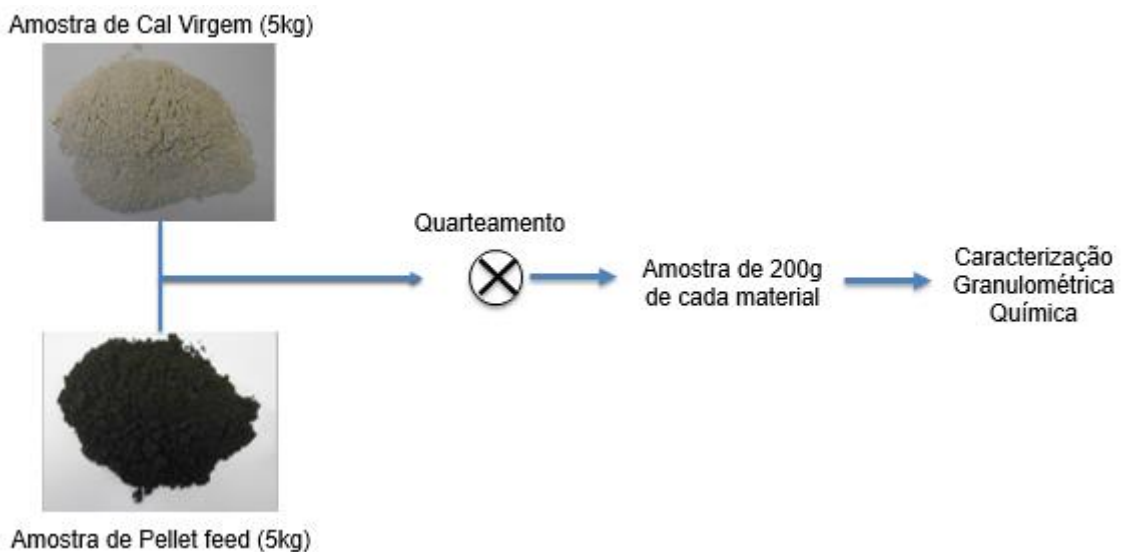 Amostra de Cal Virgem (5kg)
Quarteamento
Amostra de 200g
de cada material
Caracterização
Granulométrica
Química
Amostra de Pellet feed (5kg)